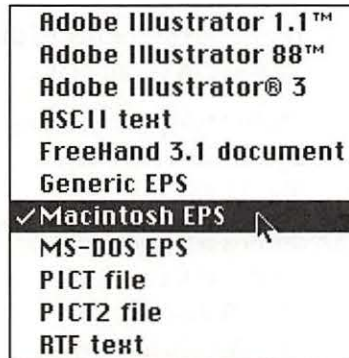 Adobe Illustrator 1.1™
Adobe Illustrator 88™
Adobe Illustrator® 3
ASCII text
FreeHand 3.1 document
Generic EPS
✓Macintosh EPS
MS-DOS EPS
PICT file
PICT2 file
RTF text